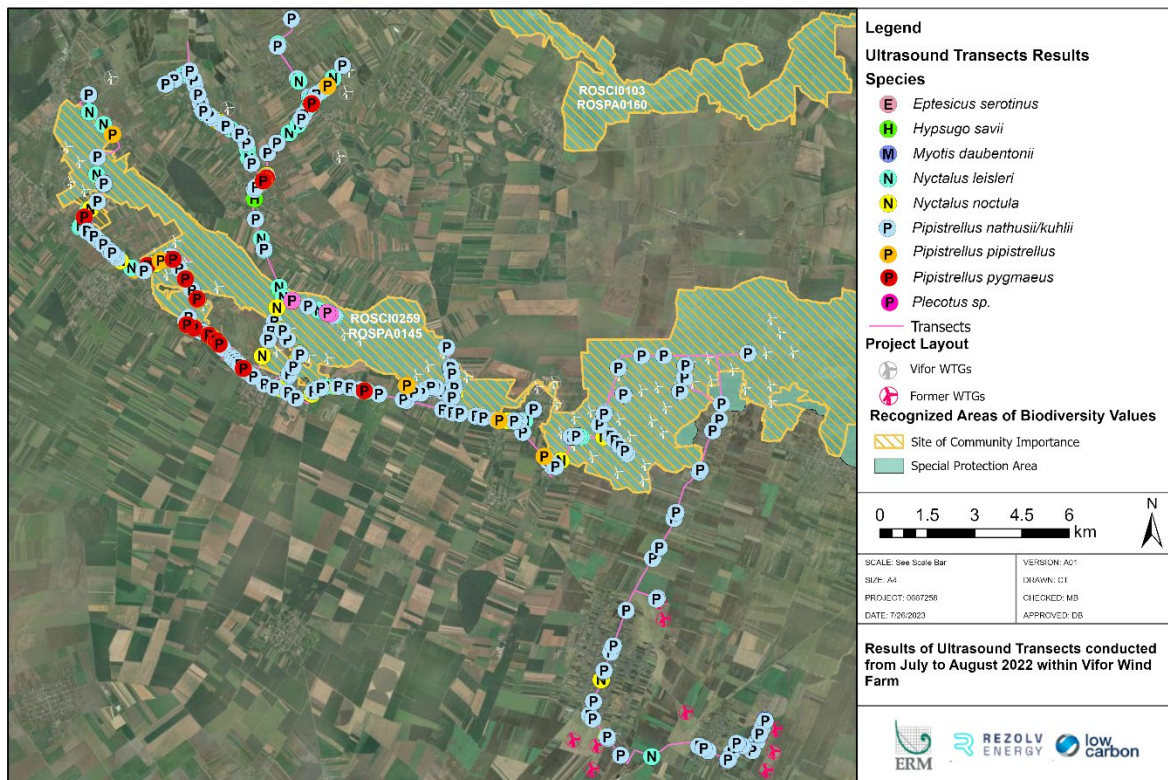 ROSCI0103
ROSPA0160
ROSCI0259
ROSPA0145
Legend
Ultrasound Transects Results
Species
E Eptesicus serotinus
H Hypsugo savii
M Myotis daubentonii
N Nyctalus leisleri
N Nyctalus noctula
P Pipistrellus nathusii/kuhlii
P Pipistrellus pipistrellus
P Pipistrellus pygmaeus
P Plecotus sp.
Transects
Project Layout
Vifor WTGs
Former WTGs
Recognized Areas of Biodiversity Values
Site of Community Importance
Special Protection Area
0 1.5 3 4.5 6
km
N
SCALE: See Scale Bar
VERSION: A01
SIZE: A4
DRAWN: CT
PROJECT: 0667256
CHECKED: MB
DATE: 7/26/2023
APPROVED: DB
Results of Ultrasound Transects conducted
from July to August 2022 within Vifor Wind
Farm
ERM
REZOLV
ENERGY
low
carbon